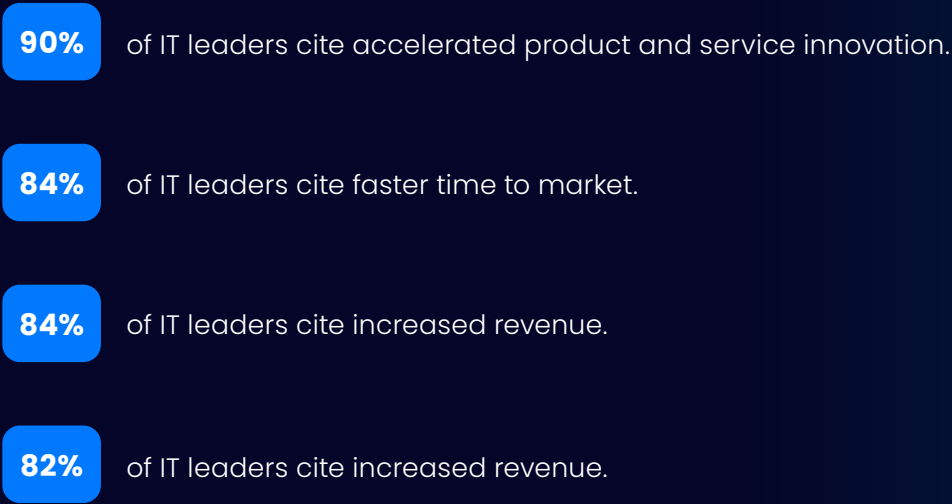 90% of IT leaders cite accelerated product and service innovation.
84% of IT leaders cite faster time to market.
84% of IT leaders cite increased revenue.
82% of IT leaders cite increased revenue.